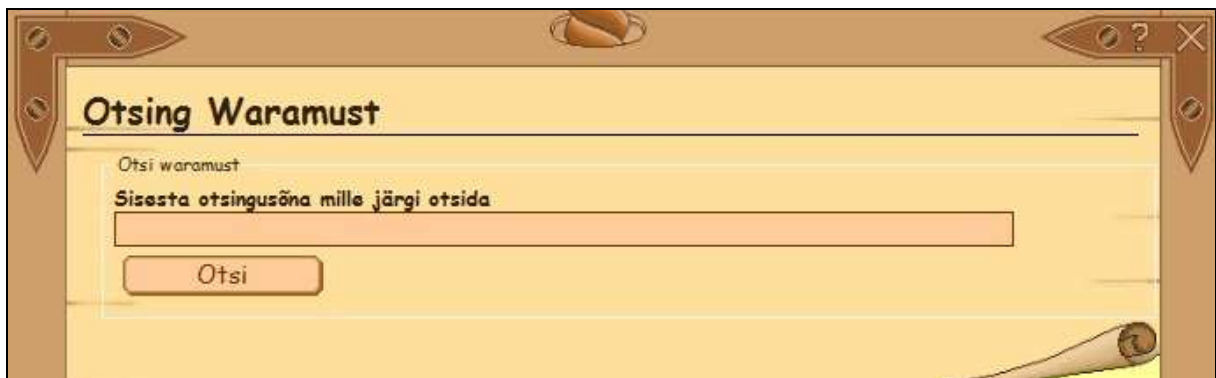 ?
Otsing Waramust
Otsi waramust
Sisesta otsingusõna mille järgi otsida
Otsi